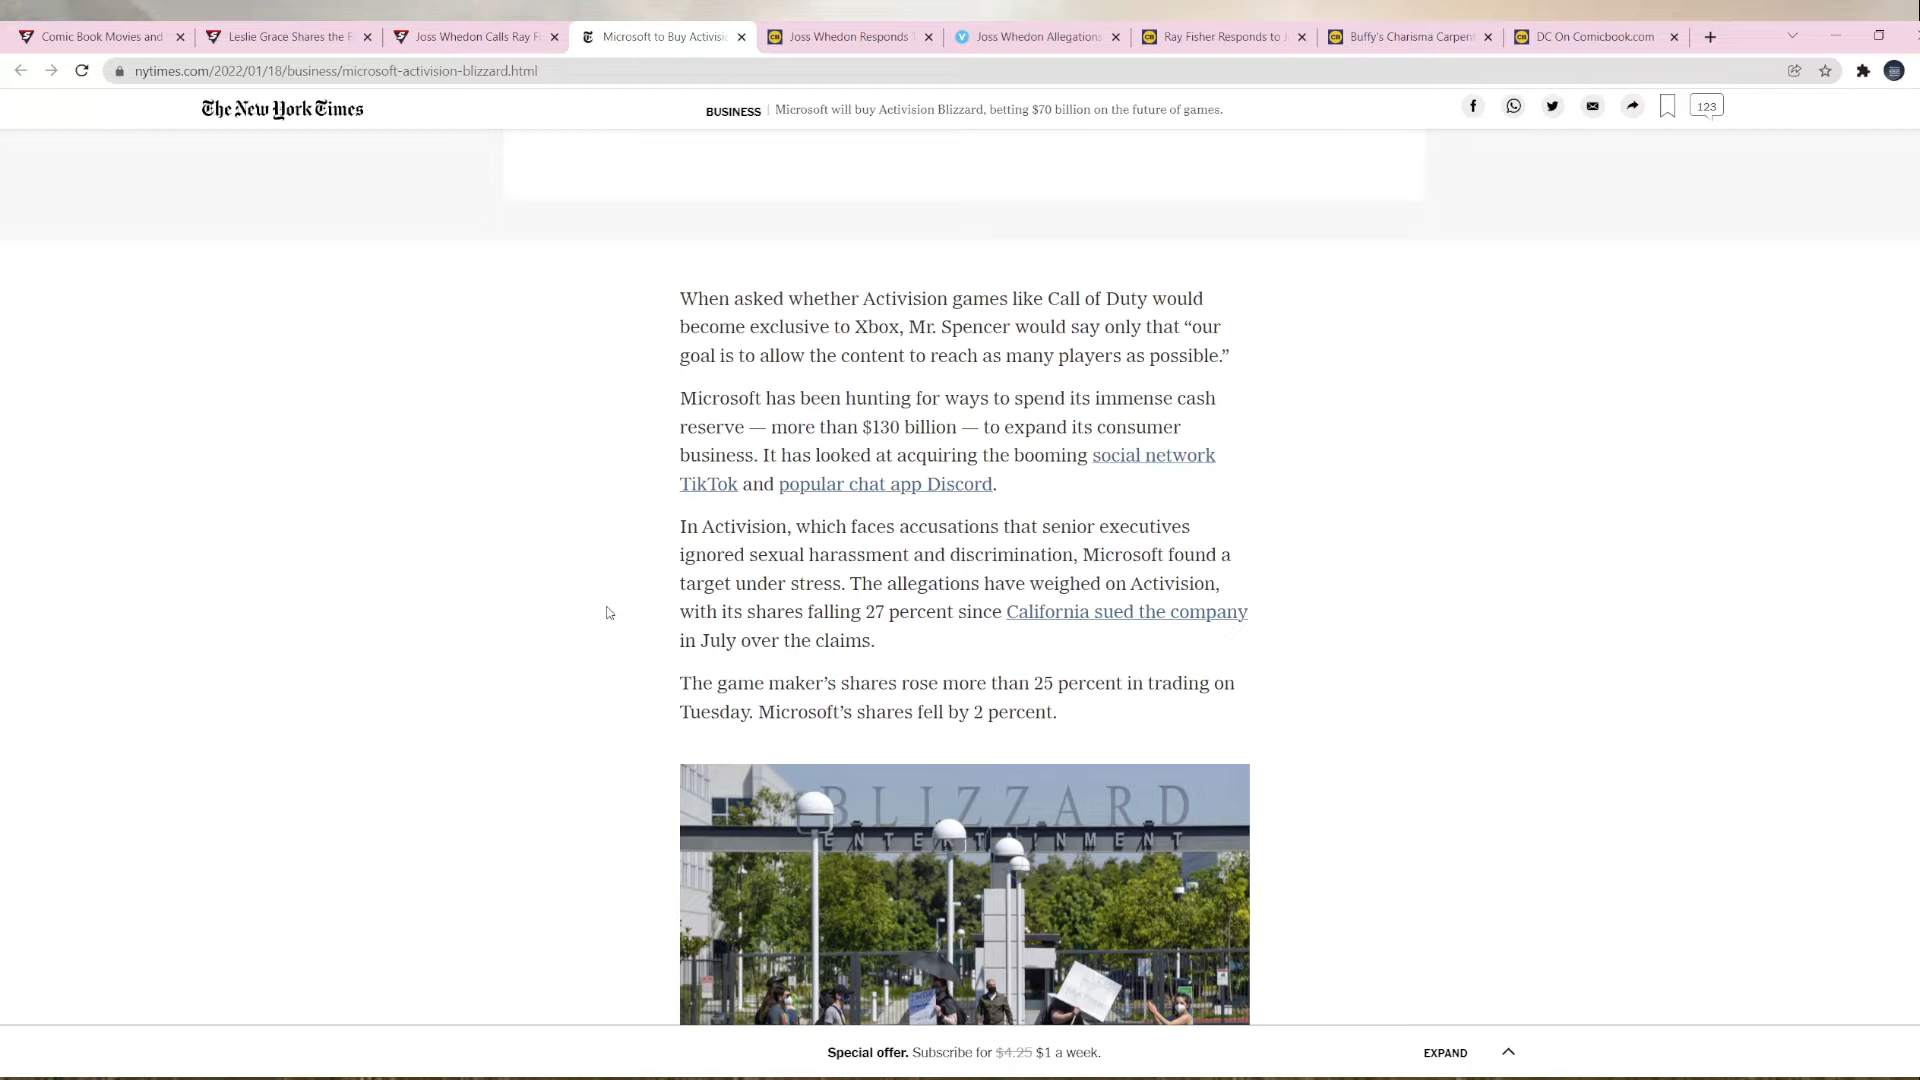 Comic Book Movies and
Leslie Grace Shares the F
Joss Whedon Calls Ray Fi
Microsoft to Buy Activisi
Joss Whedon Responds T
Joss Whedon Allegations
Ray Fisher Responds to J
Buffy's Charisma Carpent
DC On Comicbook.com
nytimes.com/2022/01/18/business/microsoft-activision-blizzard.html
The New York Times
BUSINESS | Microsoft will buy Activision Blizzard, betting $70 billion on the future of games.
123
When asked whether Activision games like Call of Duty would
become exclusive to Xbox, Mr. Spencer would say only that “our
goal is to allow the content to reach as many players as possible.”
Microsoft has been hunting for ways to spend its immense cash
reserve — more than $130 billion — to expand its consumer
business. It has looked at acquiring the booming social network
TikTok and popular chat app Discord.
In Activision, which faces accusations that senior executives
ignored sexual harassment and discrimination, Microsoft found a
target under stress. The allegations have weighed on Activision,
with its shares falling 27 percent since California sued the company
in July over the claims.
The game maker’s shares rose more than 25 percent in trading on
Tuesday. Microsoft’s shares fell by 2 percent.
BLIZZARD
ENTERTAINMENT
Special offer. Subscribe for $4.25 $1 a week.
EXPAND